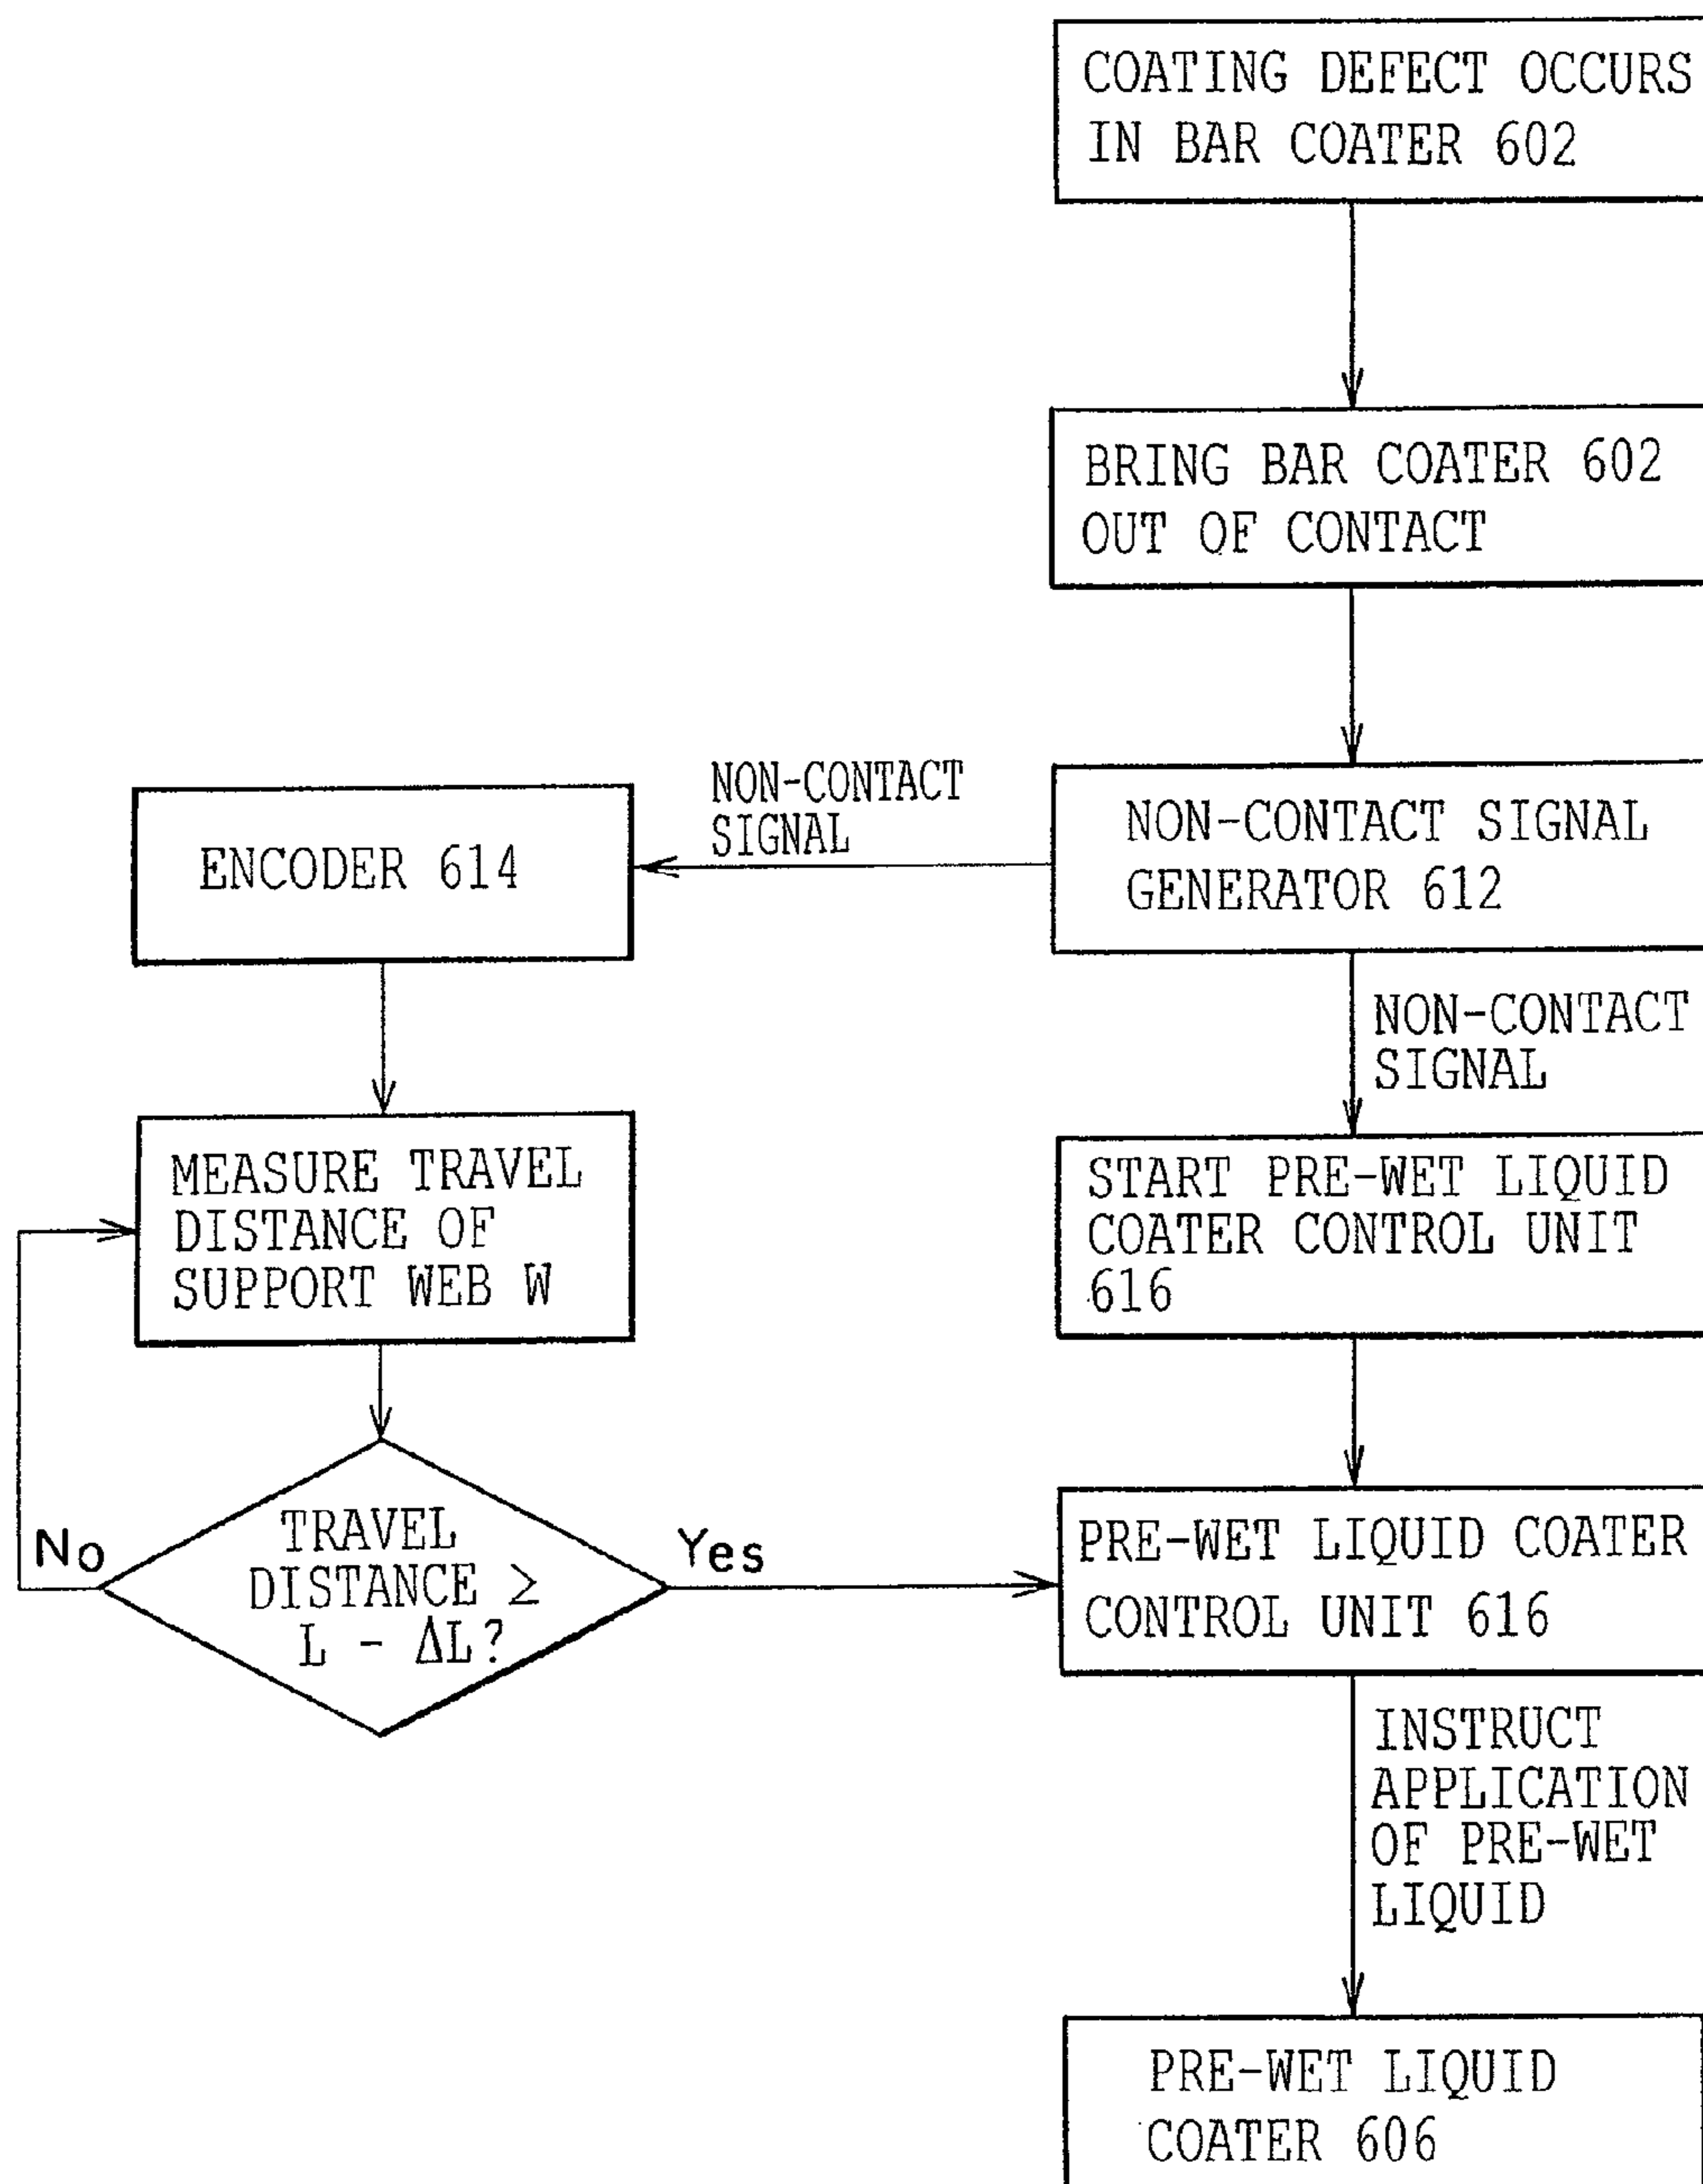 COATING DEFECT OCCURS
IN BAR COATER 602
BRING BAR COATER 602
OUT OF CONTACT
NON-CONTACT
SIGNAL
ENCODER 614
NON-CONTACT SIGNAL
GENERATOR 612
NON-CONTACT
SIGNAL
MEASURE TRAVEL
DISTANCE OF
SUPPORT WEB W
START PRE-WET LIQUID
COATER CONTROL UNIT
616
TRAVEL
DISTANCE ≥
L - ΔL?
No
Yes
PRE-WET LIQUID COATER
CONTROL UNIT 616
INSTRUCT
APPLICATION
OF PRE-WET
LIQUID
PRE-WET LIQUID
COATER 606